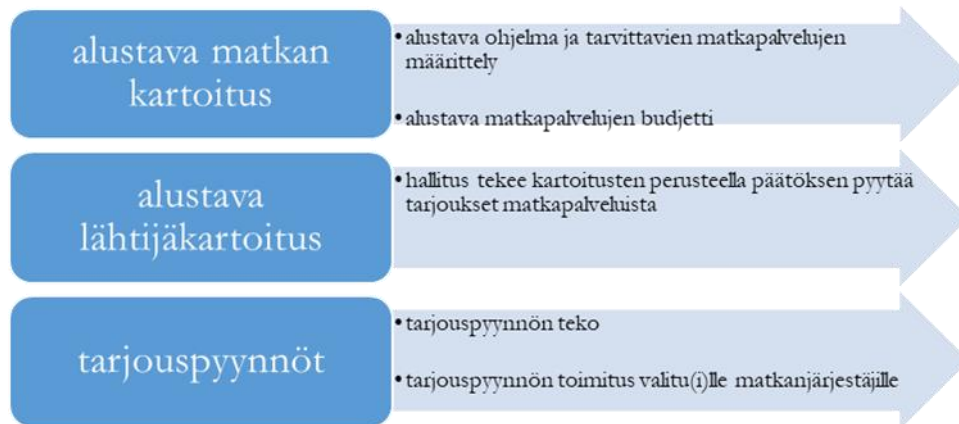 alustava matkan
kartoitus
•alustava ohjelma ja tarvittavien matkapalvelujen
määrittely
•alustava matkapalvelujen budjetti
alustava
lähtijäkartoitus
•hallitus tekee kartoitusten perusteella päätöksen pyytää
tarjoukset matkapalveluista
tarjouspyynnöt
•tarjouspyynnön teko
•tarjouspyynnön toimitus valitu(i)lle matkanjärjestäjille